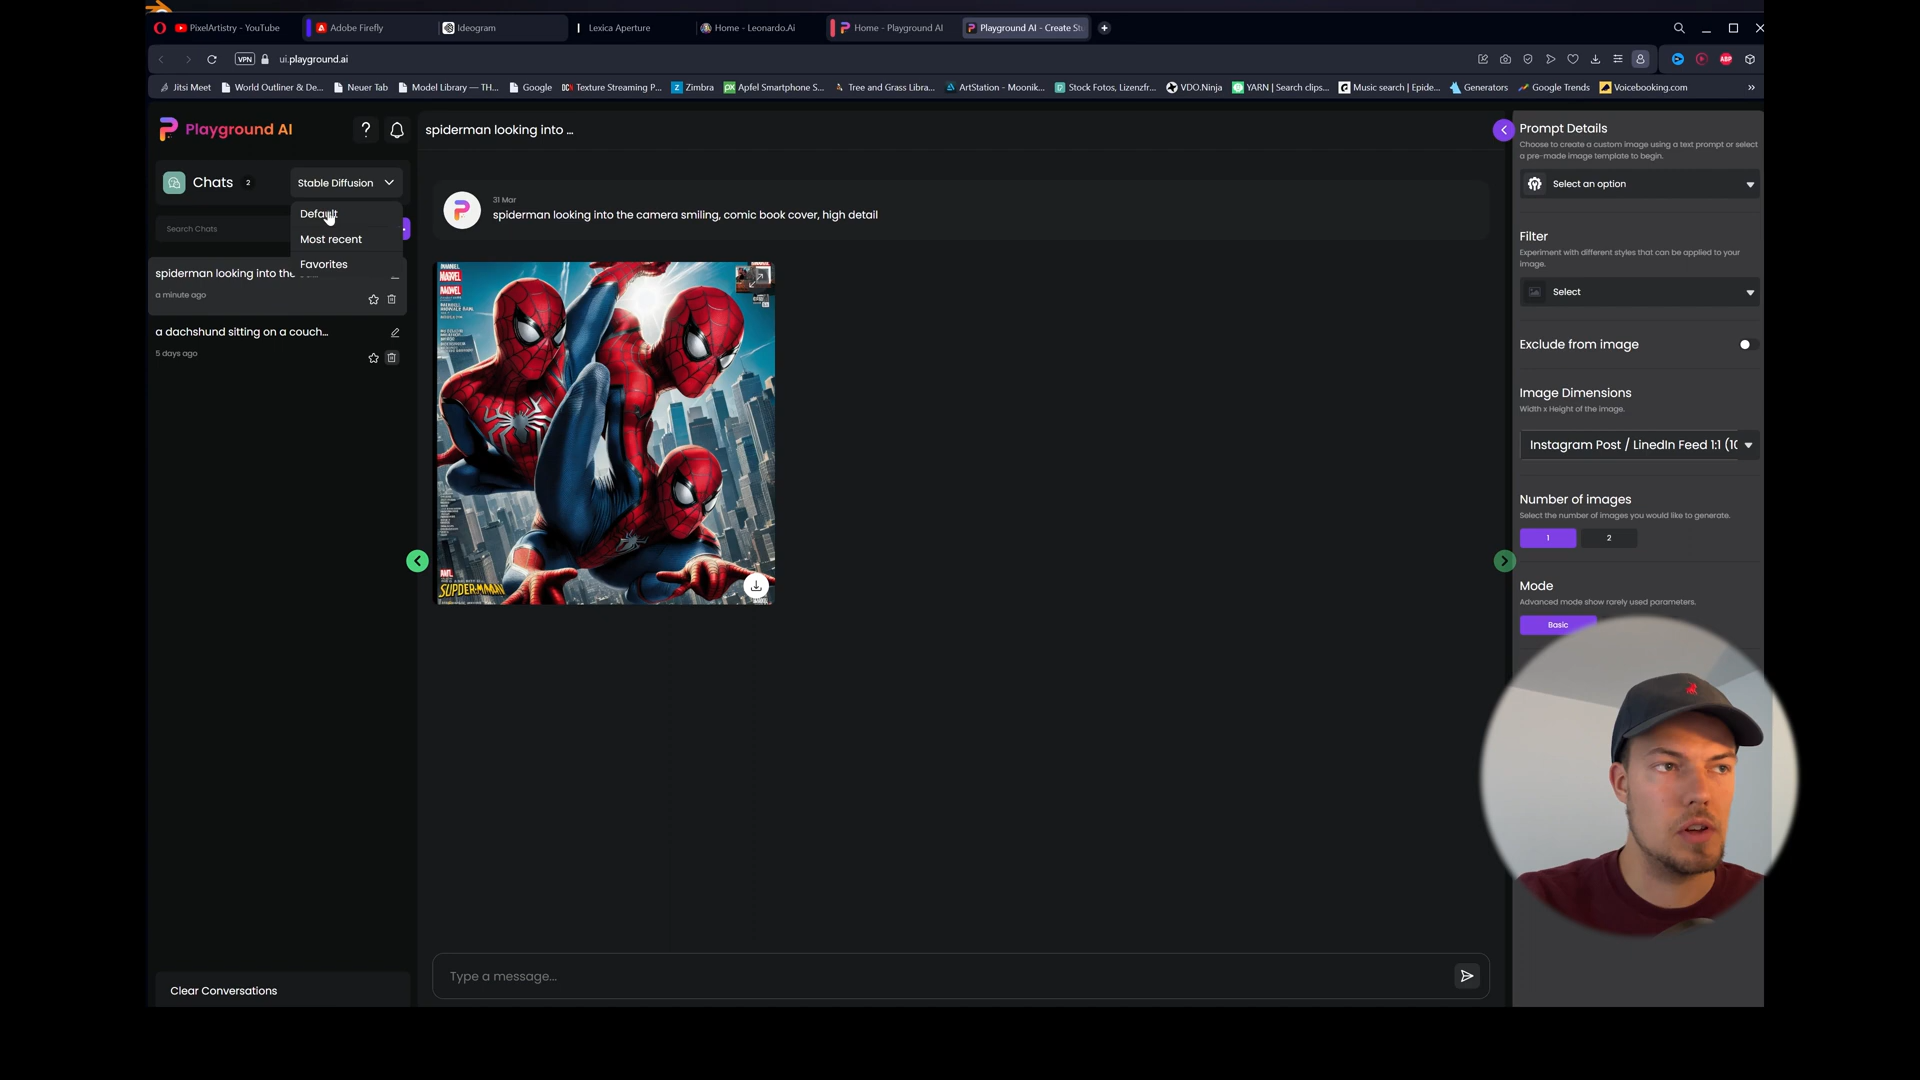 PixelArtistry - YouTube
Adobe Firefly
Ideogram
Lexica Aperture
Home - Leonardo.Ai
Home - Playground AI
Playground AI - Create St
VPN
ui.playground.ai
ABP
Jitsi Meet
World Outliner & De...
Neuer Tab
Model Library — TH...
Google
Texture Streaming P...
Zimbra
Apfel Smartphone S...
Tree and Grass Libra...
ArtStation - Moonik...
Stock Fotos, Lizenzfr...
VDO.Ninja
YARN | Search clips...
Music search | Epide...
Generators
Google Trends
Voicebooking.com
»
Playground AI
?
spiderman looking into ...
Chats 2
Stable Diffusion
Default
Most recent
Favorites
Search Chats
spiderman looking into the
a minute ago
a dachshund sitting on a couch...
5 days ago
Clear Conversations
31 Mar
spiderman looking into the camera smiling, comic book cover, high detail
SUPDER-MMAN
Type a message...
Prompt Details
Choose to create a custom image using a text prompt or select
a pre-made image template to begin.
Select an option
Filter
Experiment with different styles that can be applied to your
image.
Select
Exclude from image
Image Dimensions
Width x Height of the image.
Instagram Post / LinedIn Feed 1:1 (10
Number of images
Select the number of images you would like to generate.
1
2
Mode
Advanced mode show rarely used parameters.
Basic